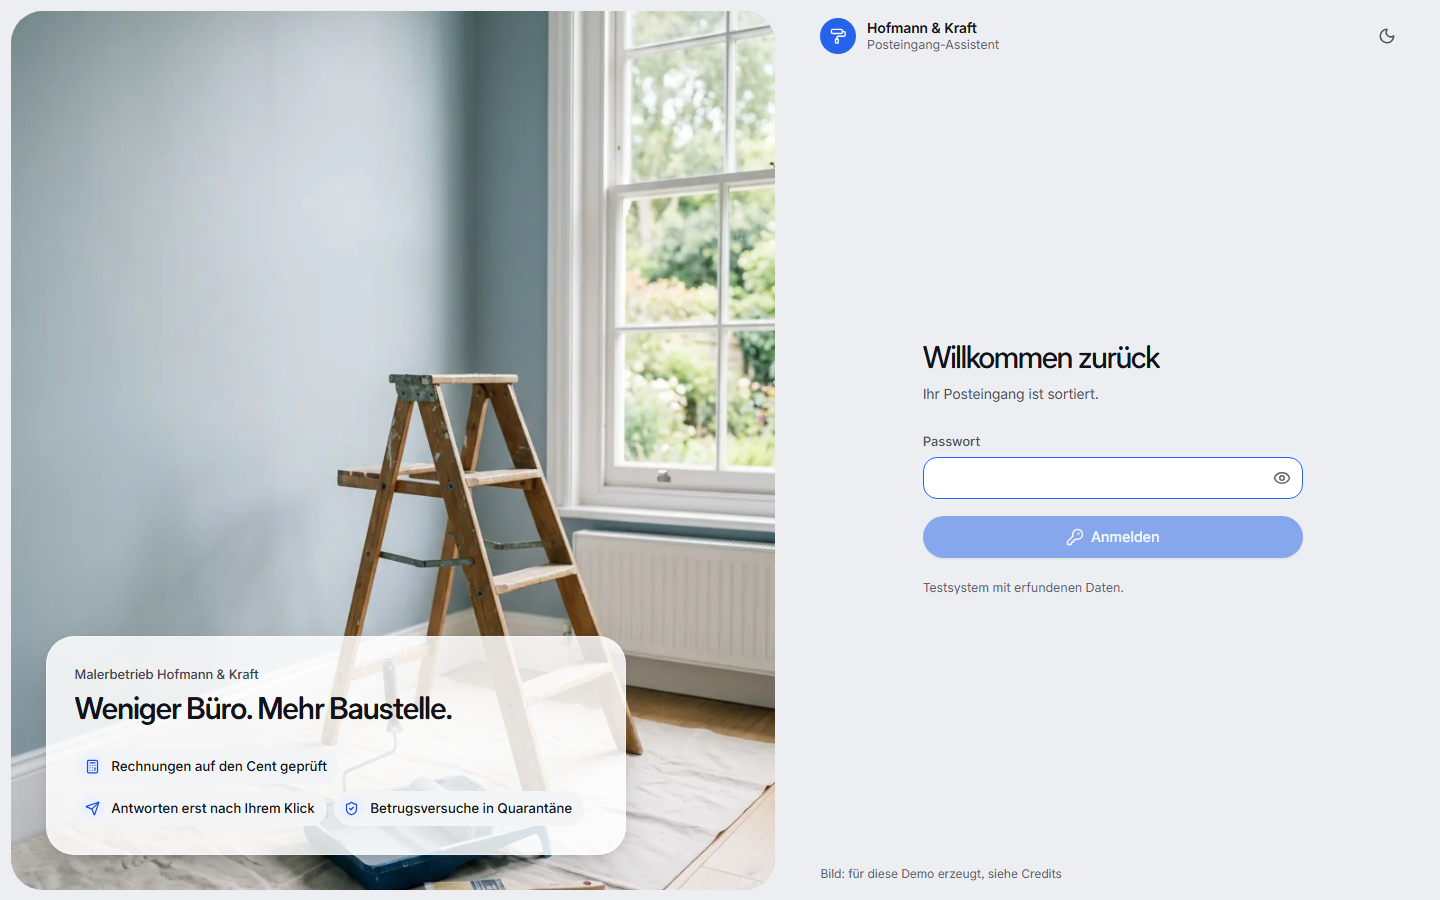 Hofmann & Kraft
Posteingang-Assistent
Willkommen zurück
Ihr Posteingang ist sortiert.
Passwort
Anmelden
Testsystem mit erfundenen Daten.
Malerbetrieb Hofmann & Kraft
Weniger Büro. Mehr Baustelle.
Rechnungen auf den Cent geprüft
Antworten erst nach Ihrem Klick
Betrugsversuche in Quarantäne
Bild: für diese Demo erzeugt, siehe Credits